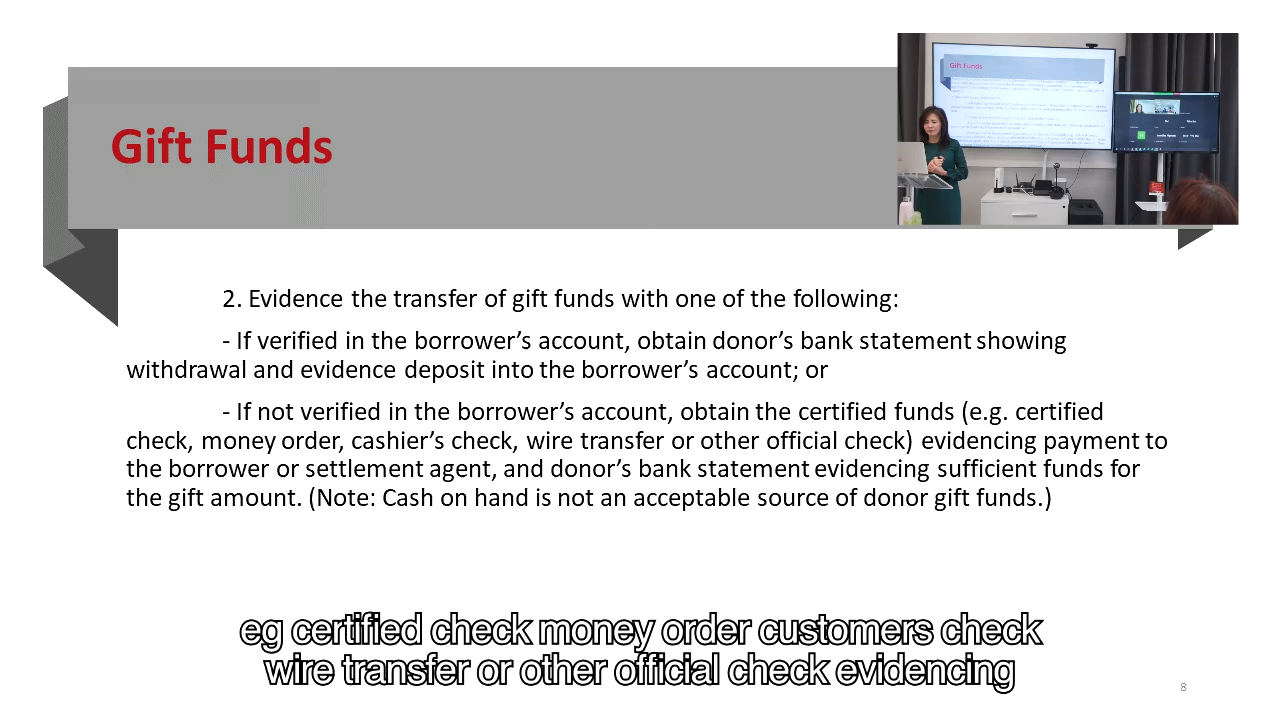 Gift Funds
Gift Funds
2. Evidence the transfer of gift funds with one of the following:
- If verified in the borrower’s account, obtain donor’s bank statement showing
withdrawal and evidence deposit into the borrower’s account; or
- If not verified in the borrower’s account, obtain the certified funds (e.g. certified
check, money order, cashier’s check, wire transfer or other official check) evidencing payment to
the borrower or settlement agent, and donor’s bank statement evidencing sufficient funds for
the gift amount. (Note: Cash on hand is not an acceptable source of donor gift funds.)
eg certified check money order customers check
wire transfer or other official check evidencing
8